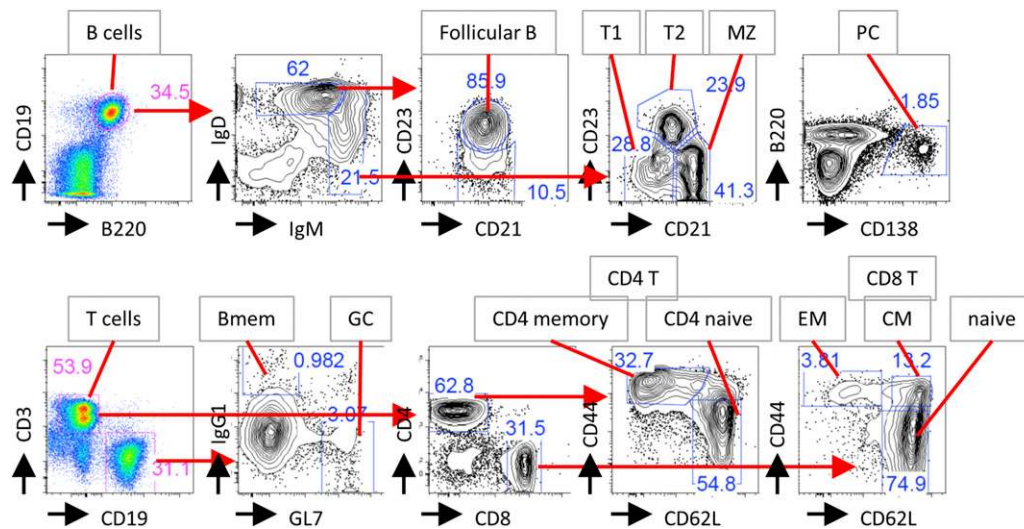 B cells
Follicular B
T1
T2
MZ
PC
34.5
62
85.9
23.9
28.8
1.85
21.5
10.5
41.3
CD19
IgD
CD23
CD23
B220
B220
IgM
CD21
CD21
CD138
CD4 T
CD8 T
T cells
Bmem
GC
CD4 memory
CD4 naive
EM
CM
naive
53.9
0.982
62.8
32.7
3.81
13.2
3.07
31.5
31.1
54.8
74.9
CD3
IgG1
CD4
CD44
CD44
CD19
GL7
CD8
CD62L
CD62L